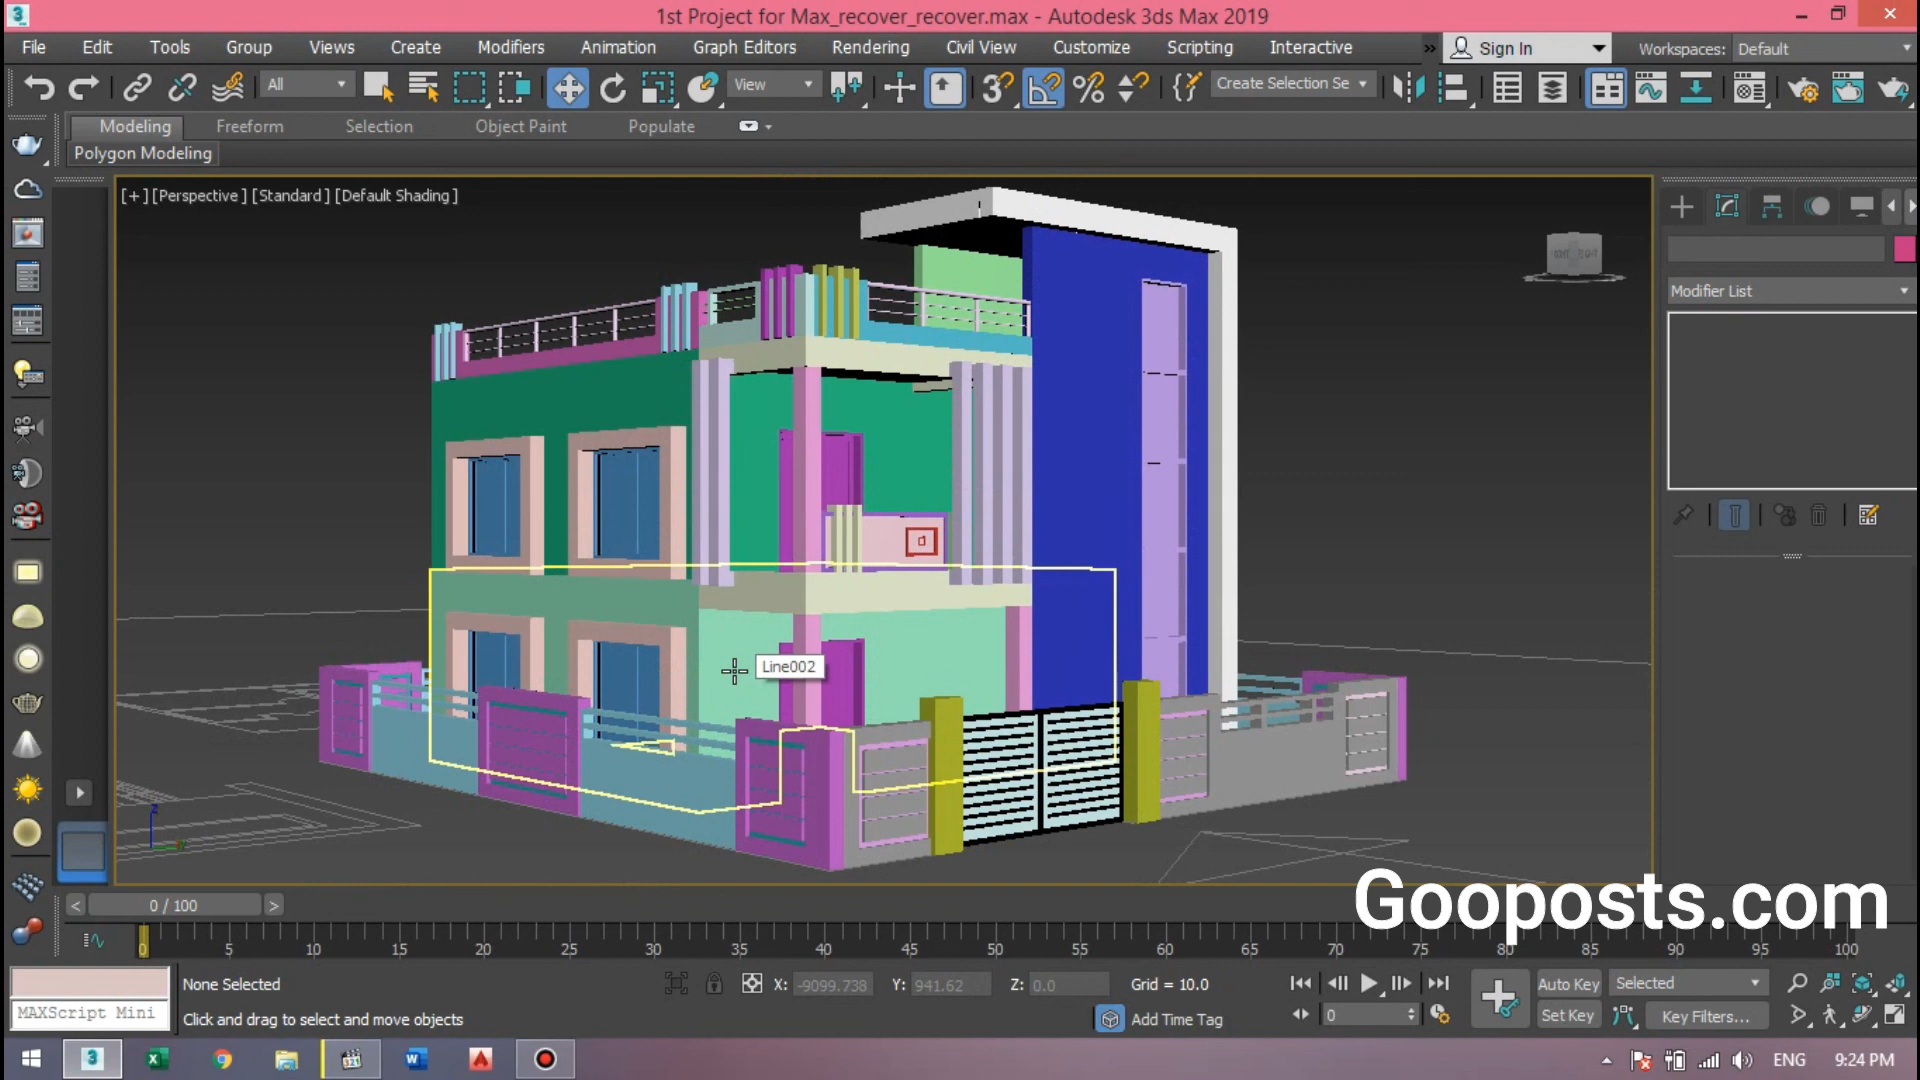 1st Project for Max_recover_recover.max - Autodesk 3ds Max 2019
File Edit Tools Group Views Create Modifiers Animation Graph Editors Rendering Civil View Customize Scripting Interactive » Sign In Workspaces: Default
All View Create Selection Se
Modeling Freeform Selection Object Paint Populate
Polygon Modeling
[+] [Perspective] [Standard] [Default Shading]
Modifier List
Line002
Gooposts.com
< 0 / 100 >
0 5 10 15 20 25 30 35 40 45 50 55 60 65 70 75 80 85 90 95 100
None Selected X: -9099.738 Y: 941.62 Z: 0.0 Grid = 10.0 Auto Key Selected
MAXScript Mini Click and drag to select and move objects Add Time Tag 0 Set Key Key Filters...
ENG 9:24 PM